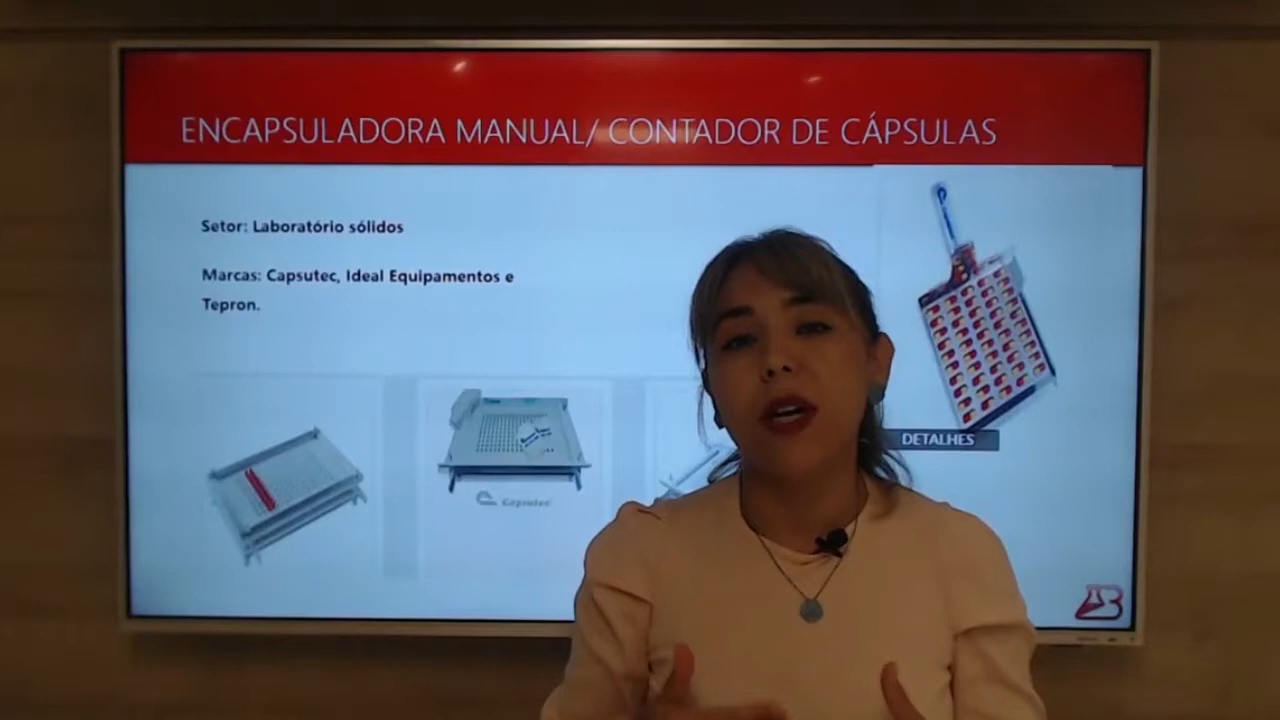 ENCAPSULADORA MANUAL/ CONTADOR DE CÁPSULAS
Setor: Laboratório sólidos
Marcas: Capsutec, Ideal Equipamentos e
Tepron.
DETALHES
Capsutec